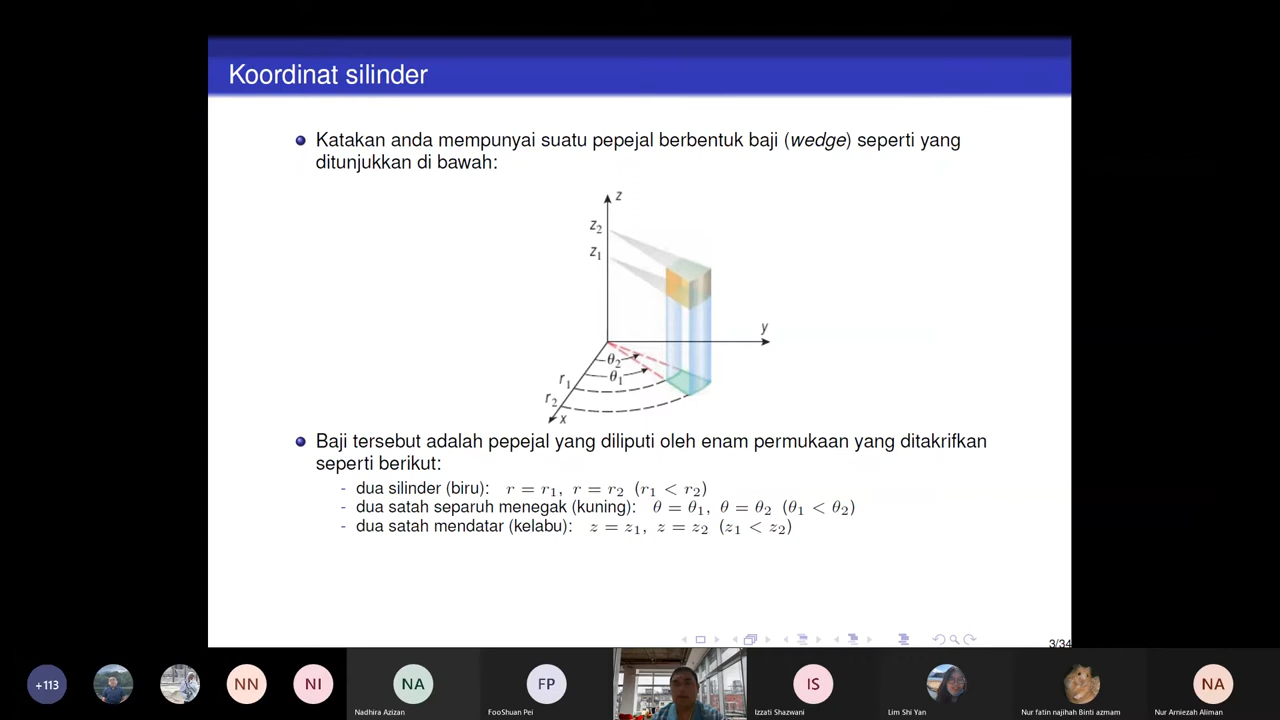 Koordinat silinder
Katakan anda mempunyai suatu pepejal berbentuk baji (wedge) seperti yang
ditunjukkan di bawah:
z
z₂
z₁
y
θ₂
θ₁
r₁
r₂
x
Baji tersebut adalah pepejal yang diliputi oleh enam permukaan yang ditakrifkan
seperti berikut:
- dua silinder (biru): r = r₁, r = r₂ (r₁ < r₂)
- dua satah separuh menegak (kuning): θ = θ₁, θ = θ₂ (θ₁ < θ₂)
- dua satah mendatar (kelabu): z = z₁, z = z₂ (z₁ < z₂)
3/34
+113
NN
NI
NA
FP
IS
NA
Nadhira Azizan
FooShuan Pei
Izzati Shazwani
Lim Shi Yan
Nur fatin najihah Binti azmam
Nur Arniezah Aliman